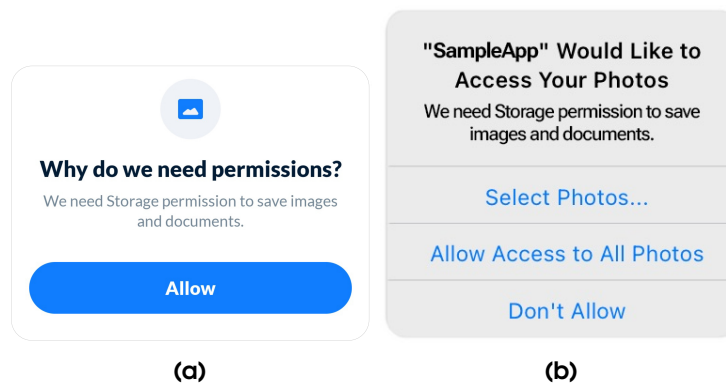 Why do we need permissions?
We need Storage permission to save images
and documents.
Allow
(a)
"SampleApp" Would Like to
Access Your Photos
We need Storage permission to save
images and documents.
Select Photos...
Allow Access to All Photos
Don't Allow
(b)